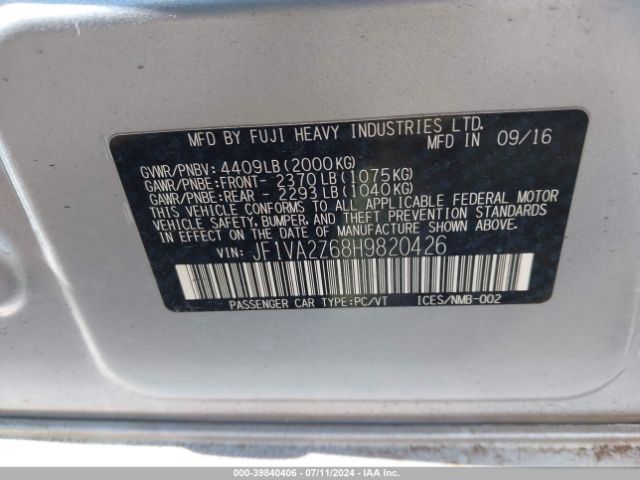 MFD BY FUJI HEAVY INDUSTRIES LTD.
MFD IN 09/16
GVWR/PNBV: 4409LB(2000KG)
GAWR/PNBE:FRONT- 2370LB(1075KG)
GAWR/PNBE:REAR - 2293LB(1040KG)
THIS VEHICLE CONFORMS TO ALL APPLICABLE FEDERAL MOTOR
VEHICLE SAFETY, BUMPER, AND THEFT PREVENTION STANDARDS
IN EFFECT ON THE DATE OF MANUFACTURE SHOWN ABOVE.
VIN: JF1VA2Z68H9820426
PASSENGER CAR TYPE:PC/VT ICES/NMB-002
000-39840406 - 07/11/2024 - IAAI.COM